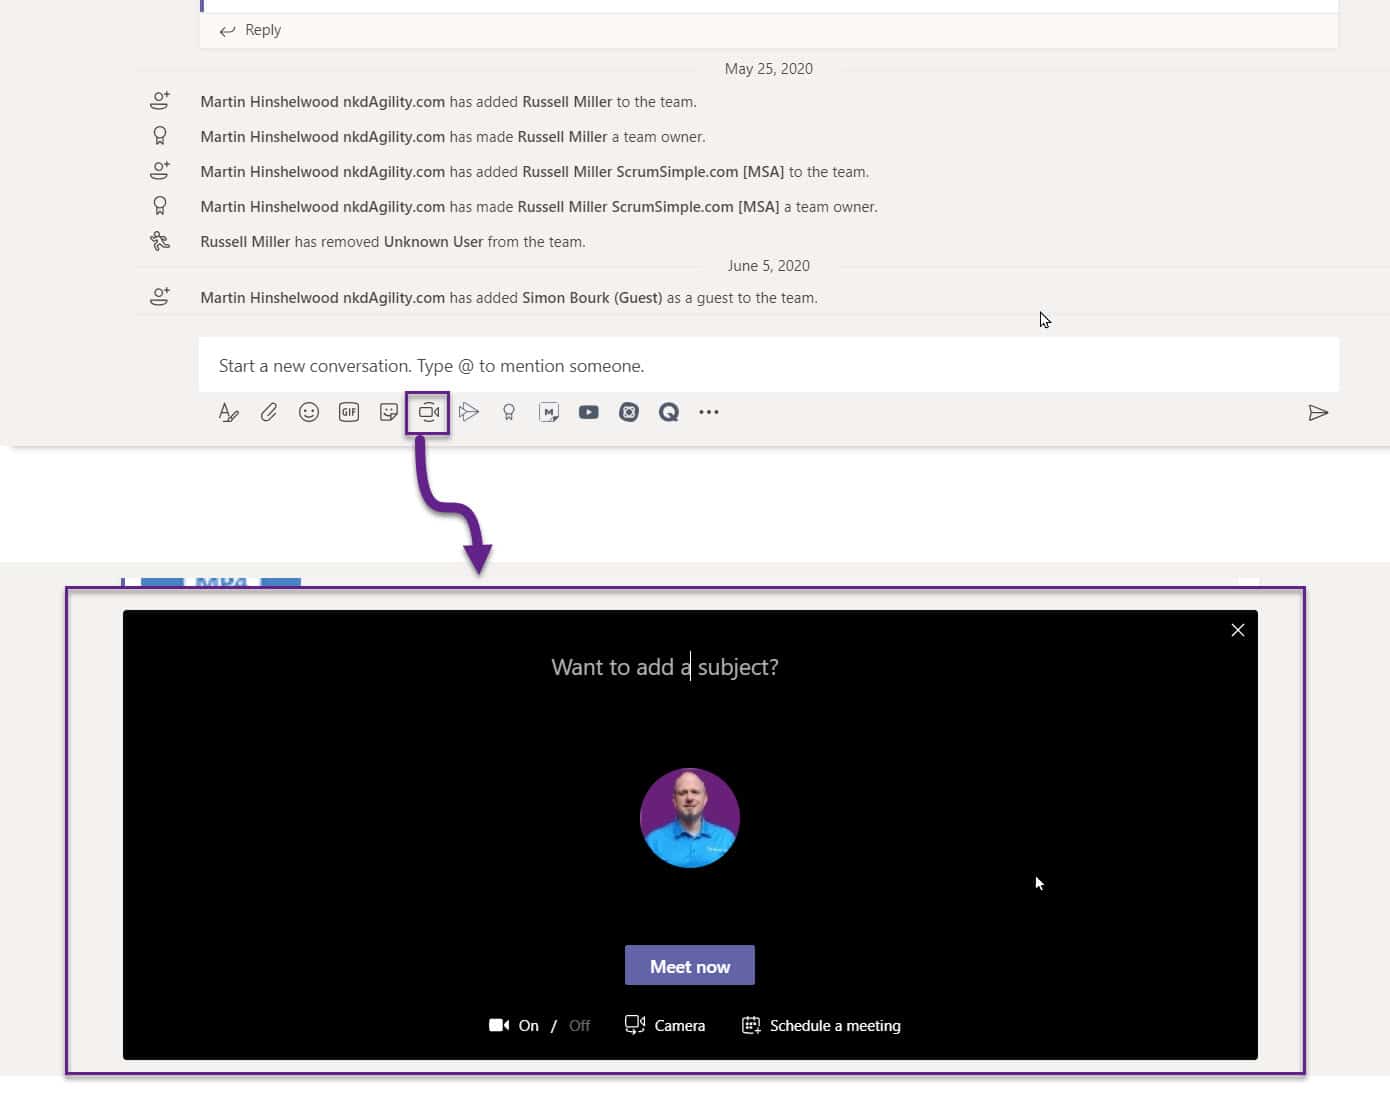 Reply
May 25, 2020
Martin Hinshelwood nkdAgility.com has added Russell Miller to the team.
Martin Hinshelwood nkdAgility.com has made Russell Miller a team owner.
Martin Hinshelwood nkdAgility.com has added Russell Miller ScrumSimple.com [MSA] to the team.
Martin Hinshelwood nkdAgility.com has made Russell Miller ScrumSimple.com [MSA] a team owner.
Russell Miller has removed Unknown User from the team.
June 5, 2020
Martin Hinshelwood nkdAgility.com has added Simon Bourk (Guest) as a guest to the team.
Start a new conversation. Type @ to mention someone.
GIF M
Want to add a subject?
Meet now
On / Off Camera Schedule a meeting